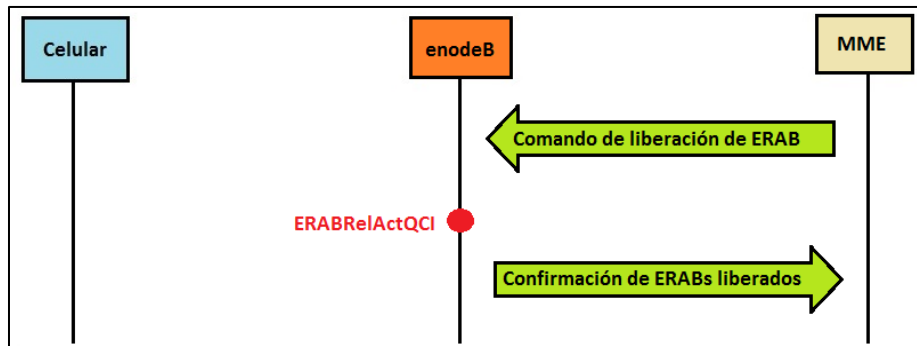 Celular
enodeB
MME
Comando de liberación de ERAB
ERABRelActQCI
Confirmación de ERABs liberados